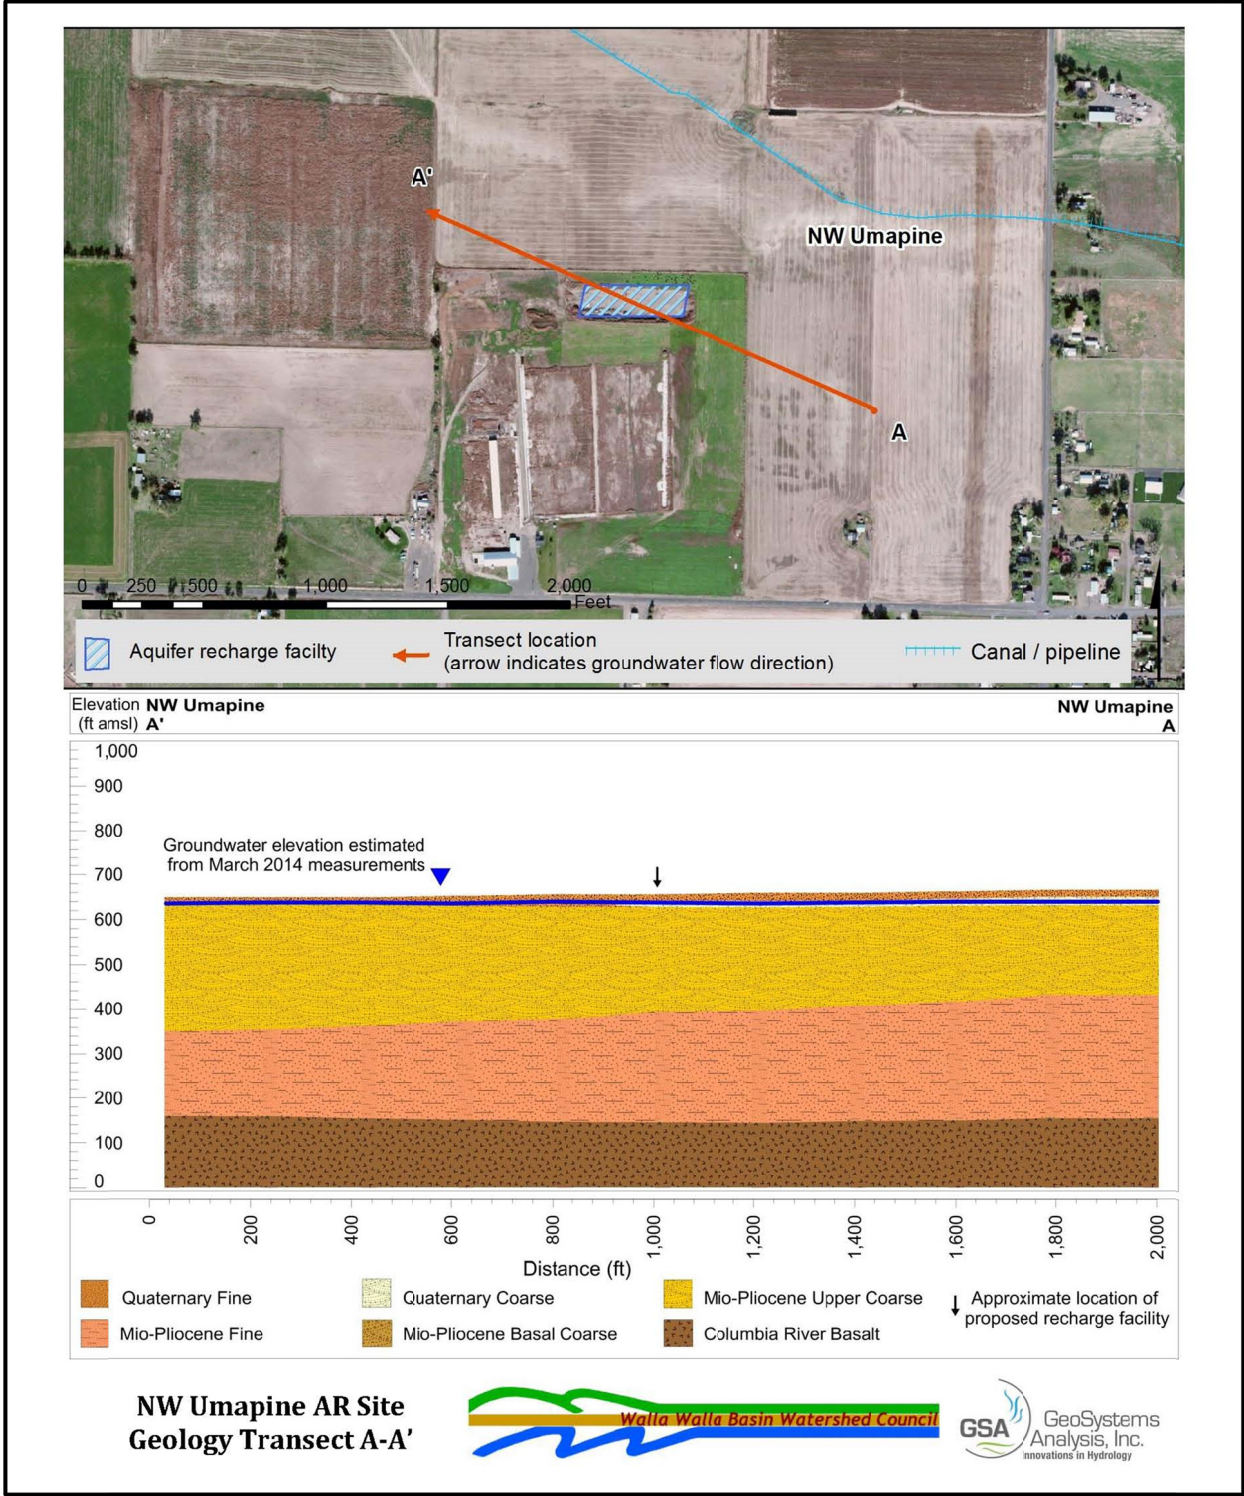 A'
NW Umapine
A
0 250 500 1,000 1,500 2,000
Feet
Aquifer recharge facilty
Transect location
(arrow indicates groundwater flow direction)
Canal / pipeline
Elevation NW Umapine
(ft amsl) A'
NW Umapine
A
1,000
900
800
Groundwater elevation estimated
from March 2014 measurements
700
600
500
400
300
200
100
0
0 200 400 600 800 1,000 1,200 1,400 1,600 1,800 2,000
Distance (ft)
Quaternary Fine
Quaternary Coarse
Mio-Pliocene Upper Coarse
Approximate location of
proposed recharge facility
Mio-Pliocene Fine
Mio-Pliocene Basal Coarse
Columbia River Basalt
NW Umapine AR Site
Geology Transect A-A’
Walla Walla Basin Watershed Council
GSA
GeoSystems
Analysis, Inc.
Innovations in Hydrology